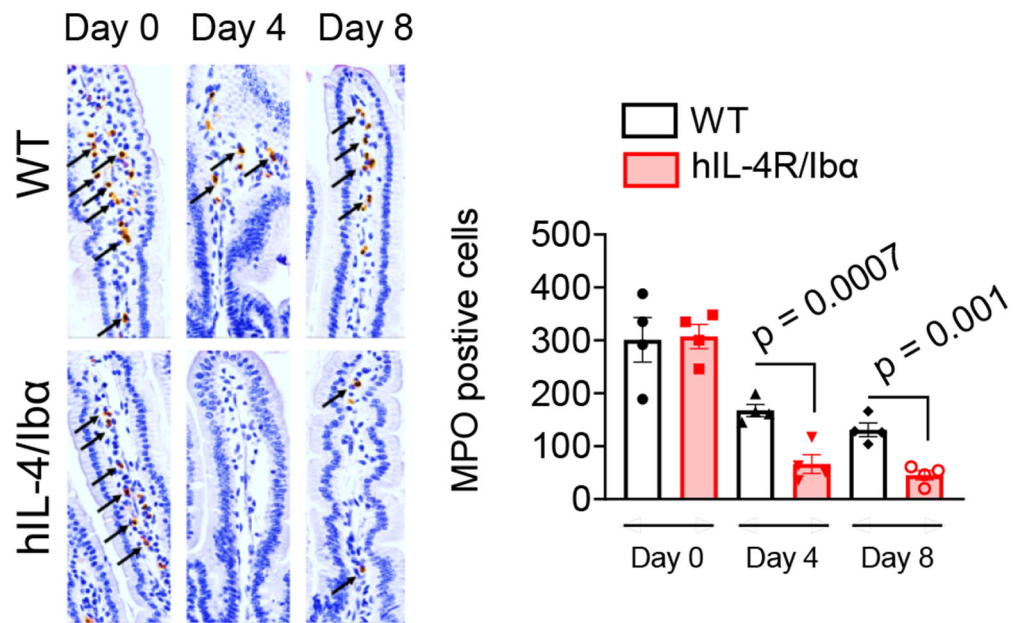 Day 0 Day 4 Day 8
WT
hIL-4/Ibα
WT
hIL-4R/Ibα
MPO postive cells
500
400
300
200
100
0
p = 0.0007
p = 0.001
Day 0 Day 4 Day 8